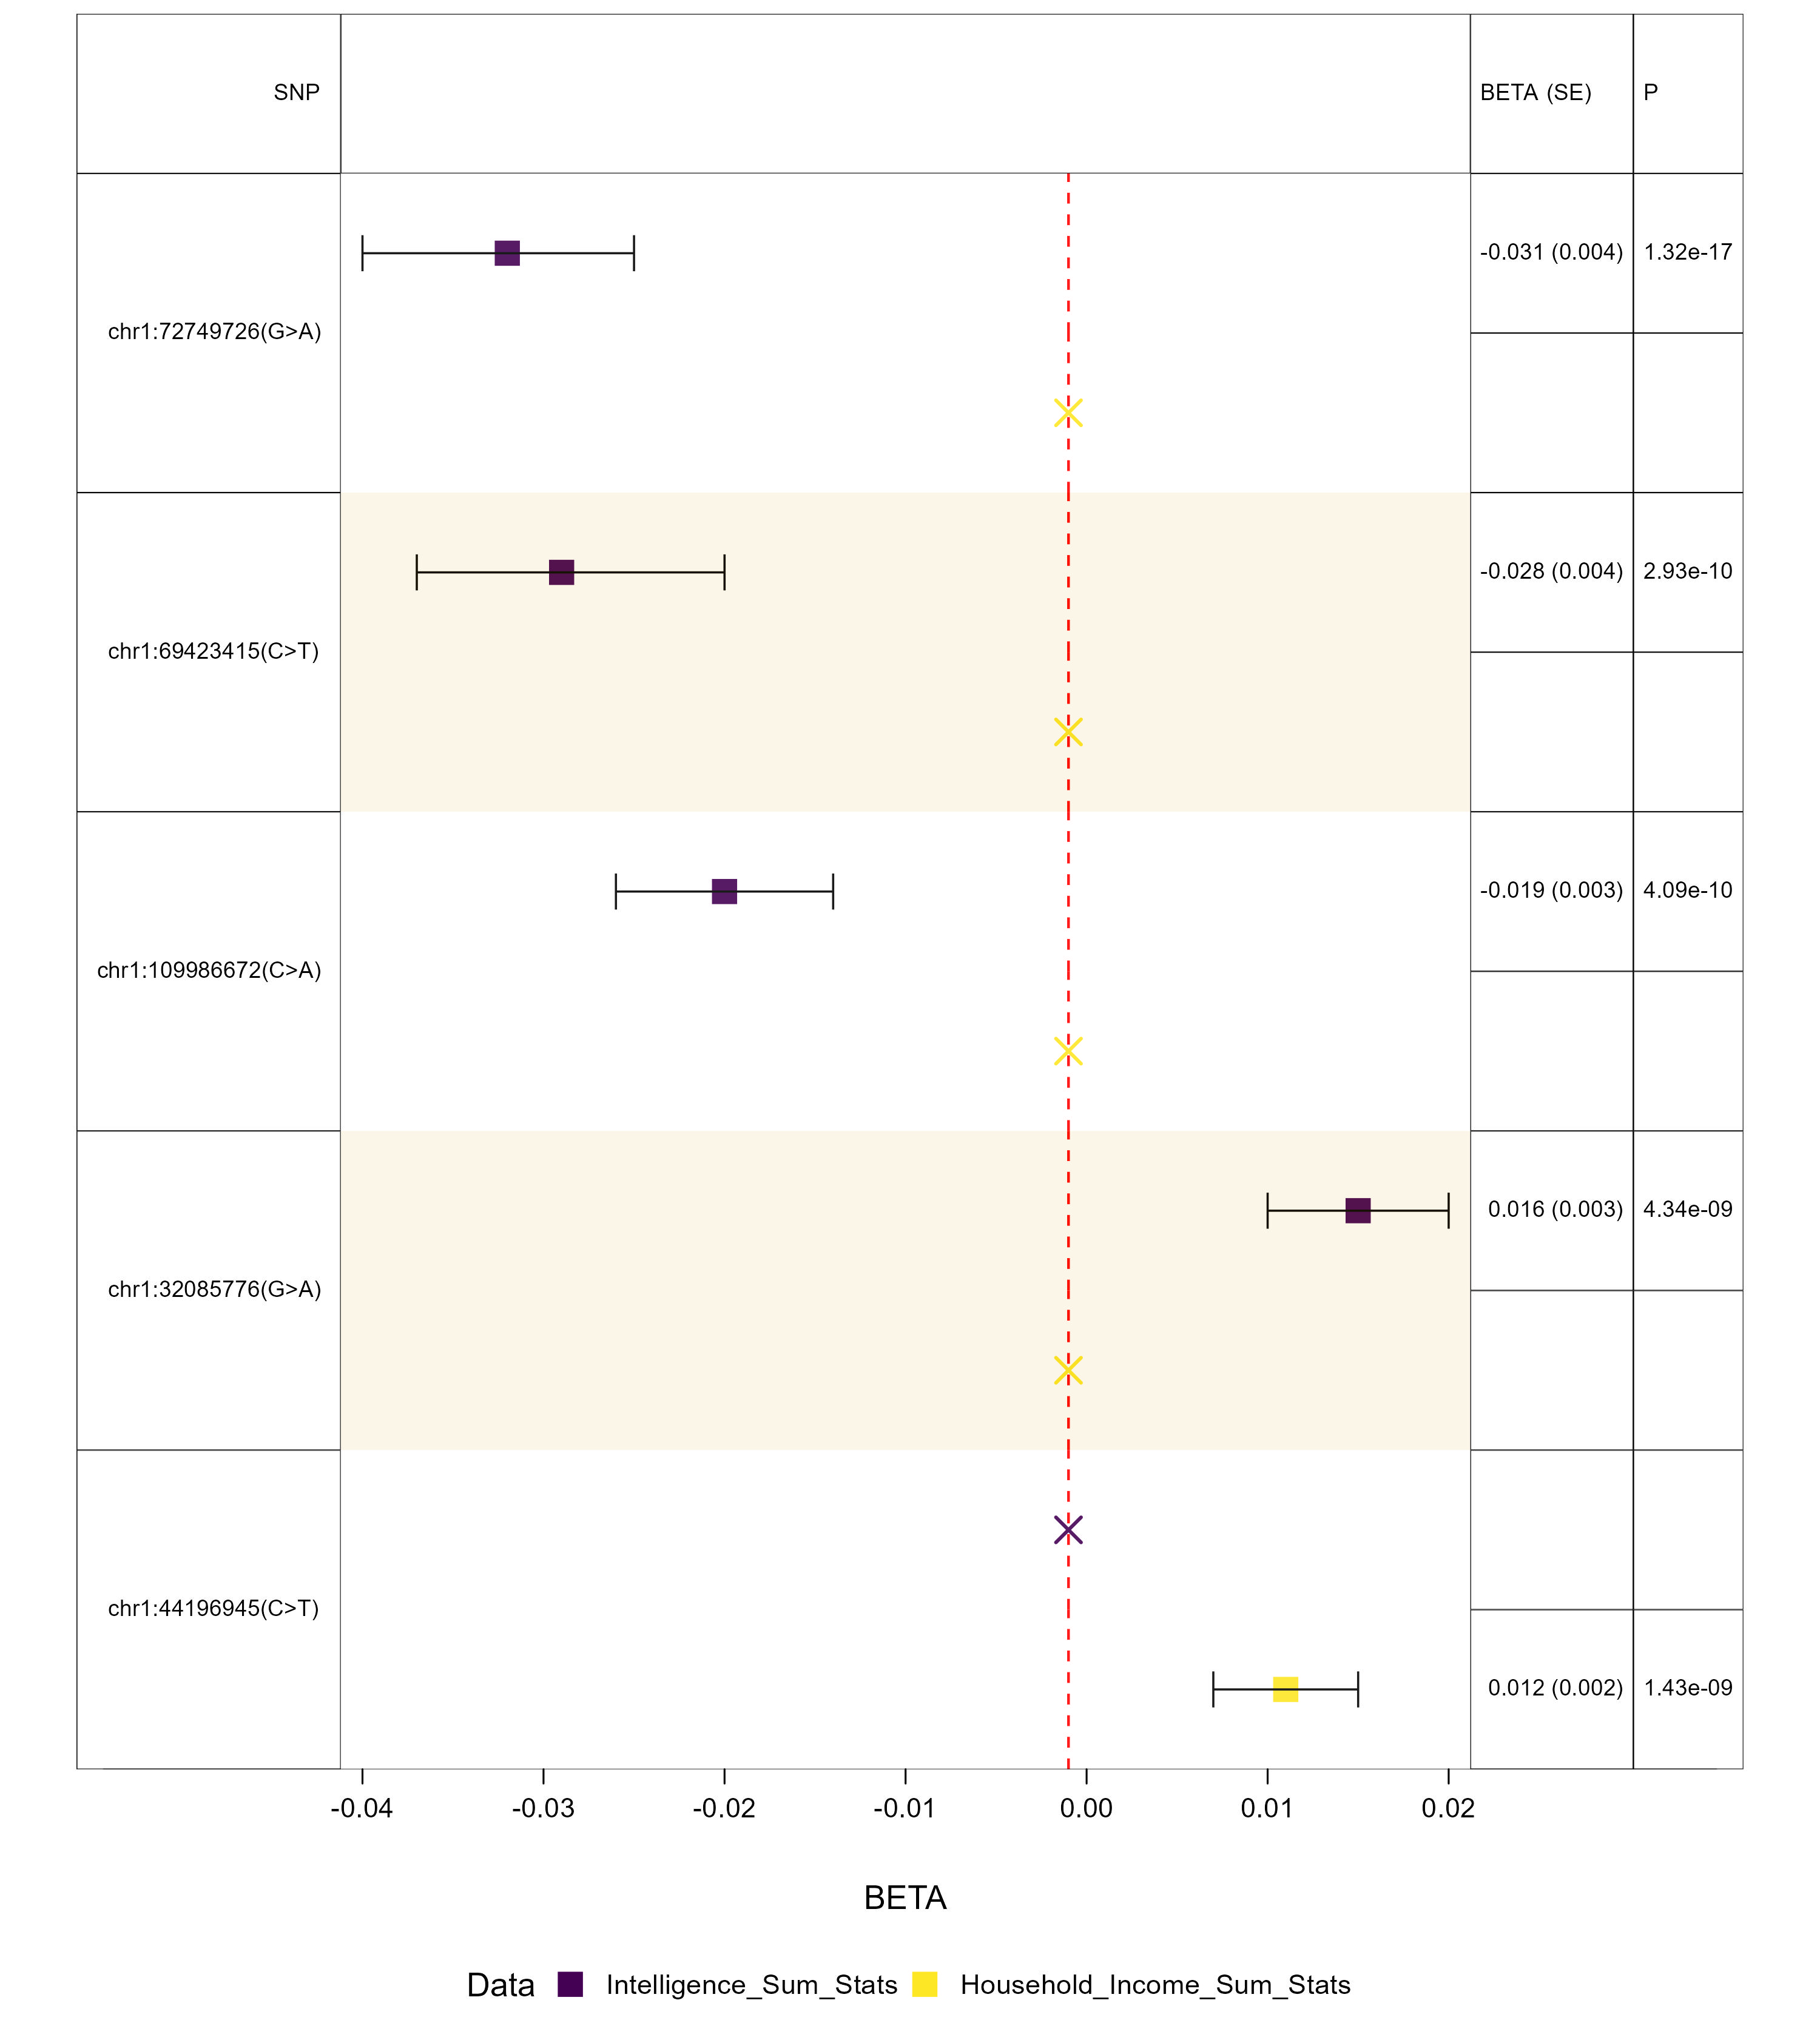 SNP BETA (SE) P
-0.031 (0.004) 1.32e-17
chr1:72749726(G>A)
-0.028 (0.004) 2.93e-10
chr1:69423415(C>T)
-0.019 (0.003) 4.09e-10
chr1:109986672(C>A)
0.016 (0.003) 4.34e-09
chr1:32085776(G>A)
chr1:44196945(C>T)
0.012 (0.002) 1.43e-09
-0.04 -0.03 -0.02 -0.01 0.00 0.01 0.02
BETA
Data Intelligence_Sum_Stats Household_Income_Sum_Stats